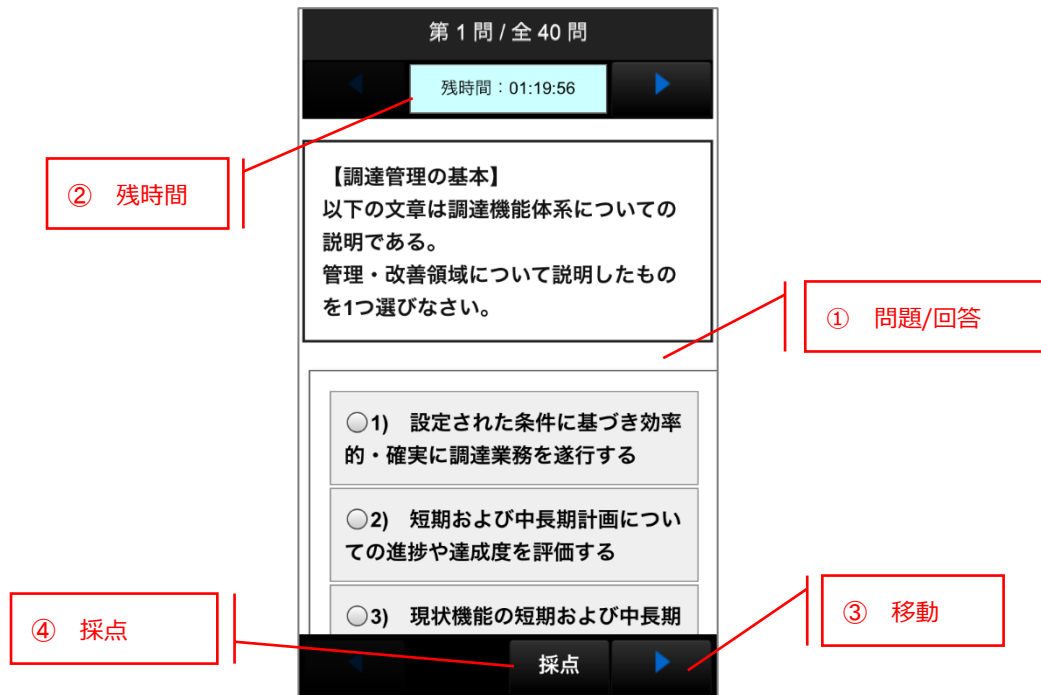 第 1 問 / 全 40 問
残時間：01:19:56
② 残時間
【調達管理の基本】
以下の文章は調達機能体系についての
説明である。
管理・改善領域について説明したもの
を1つ選びなさい。
① 問題/回答
○1) 設定された条件に基づき効率
的・確実に調達業務を遂行する
○2) 短期および中長期計画につい
ての進捗や達成度を評価する
○3) 現状機能の短期および中長期
③ 移動
④ 採点
採点